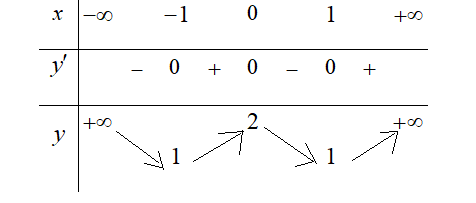 x −∞ −1 0 1 +∞
y′ − 0 + 0 − 0 +
+∞ 2 +∞
y
1 1